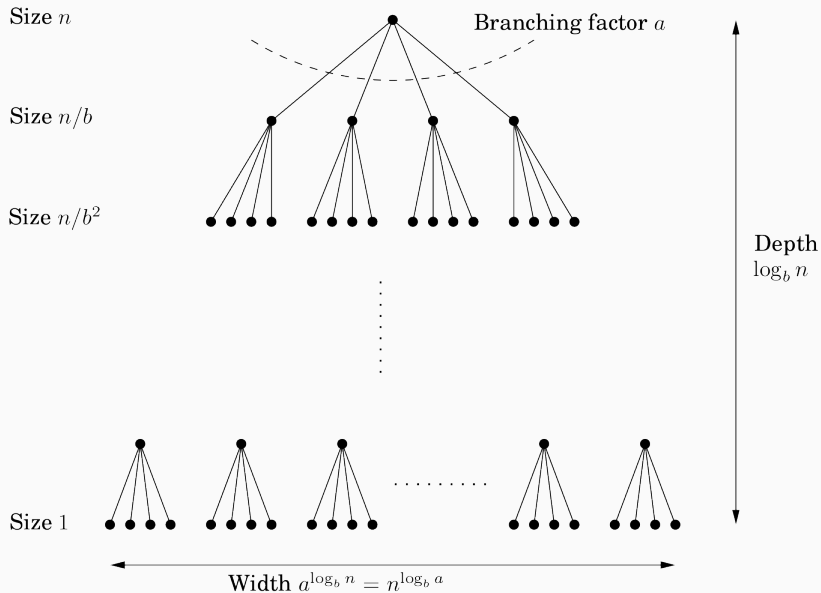 Size n
Branching factor a
Size n/b
Size n/b²
Depth
log_b n
Size 1
Width a^{log_b n} = n^{log_b a}